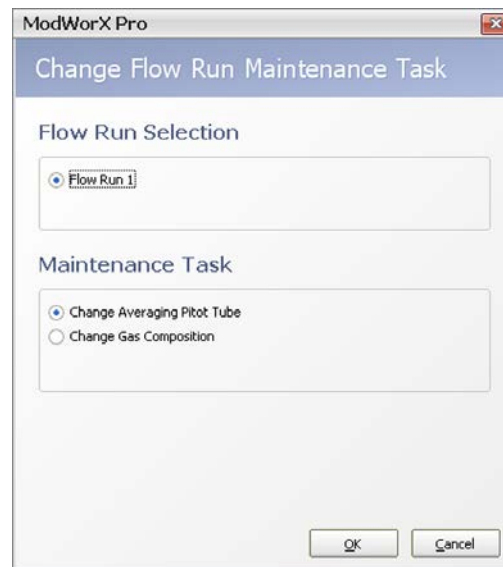 ModWorX Pro
Change Flow Run Maintenance Task
Flow Run Selection
Flow Run 1
Maintenance Task
Change Averaging Pitot Tube
Change Gas Composition
OK Cancel